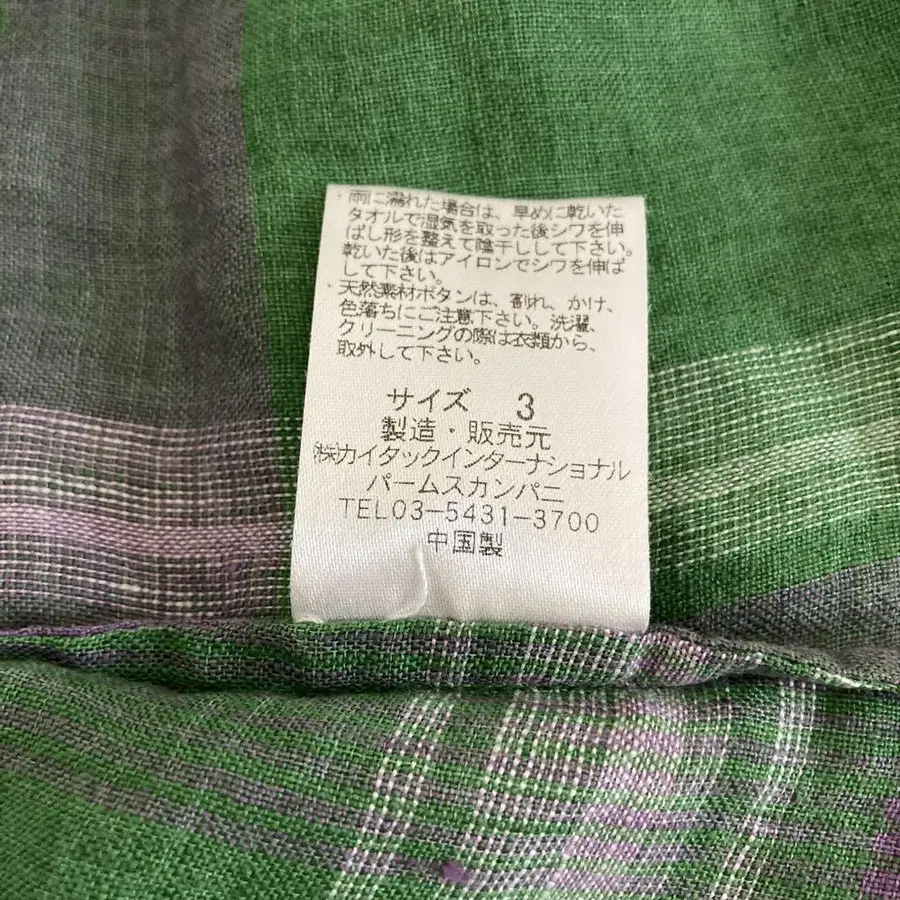 ・雨に濡れた場合は、早めに乾いた
タオルで湿気を取った後シワを伸
ばし形を整えて陰干しして下さい。
乾いた後はアイロンでシワを伸ば
して下さい。
・天然素材ボタンは、割れ、かけ、
色落ちにご注意下さい。洗濯、
クリーニングの際は衣類から、
取外して下さい。
サイズ 3
製造・販売元
㈱カイタックインターナショナル
パームスカンパニ
TEL03-5431-3700
中国製